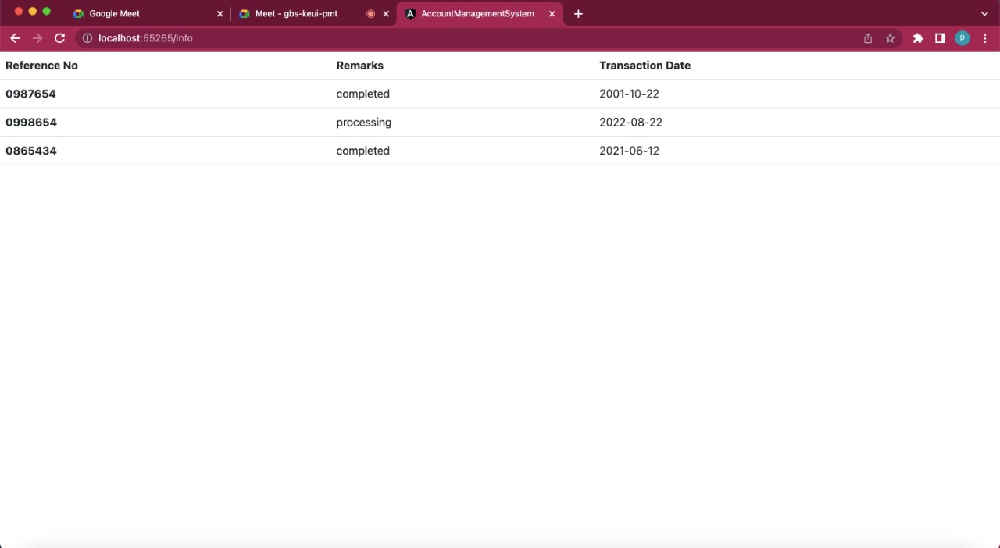 Google Meet Meet - gbs-keui-pmt AccountManagementSystem
localhost:55265/info P
Reference No Remarks Transaction Date
0987654 completed 2001-10-22
0998654 processing 2022-08-22
0865434 completed 2021-06-12